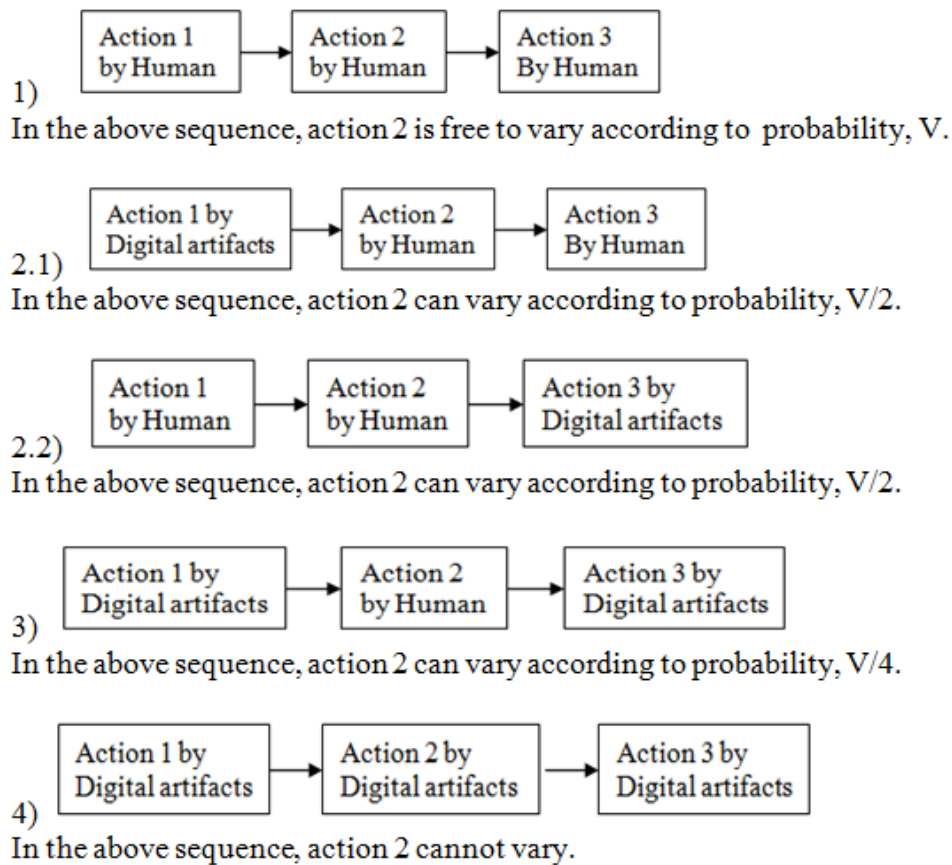 Action 1 by Human
Action 2 by Human
Action 3 By Human
1)
In the above sequence, action 2 is free to vary according to probability, V.
Action 1 by Digital artifacts
Action 2 by Human
Action 3 By Human
2.1)
In the above sequence, action 2 can vary according to probability, V/2.
Action 1 by Human
Action 2 by Human
Action 3 by Digital artifacts
2.2)
In the above sequence, action 2 can vary according to probability, V/2.
Action 1 by Digital artifacts
Action 2 by Human
Action 3 by Digital artifacts
3)
In the above sequence, action 2 can vary according to probability, V/4.
Action 1 by Digital artifacts
Action 2 by Digital artifacts
Action 3 by Digital artifacts
4)
In the above sequence, action 2 cannot vary.